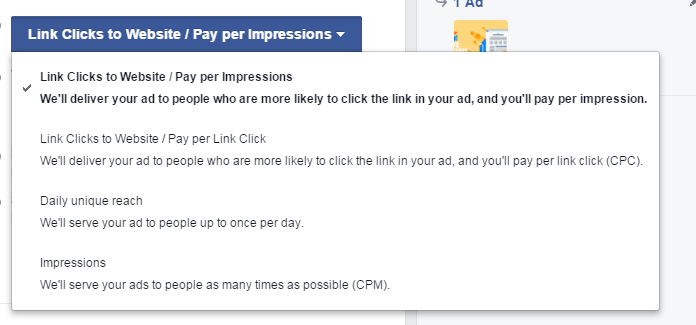 1 Ad
Link Clicks to Website / Pay per Impressions
Link Clicks to Website / Pay per Impressions
We'll deliver your ad to people who are more likely to click the link in your ad, and you'll pay per impression.
Link Clicks to Website / Pay per Link Click
We'll deliver your ad to people who are more likely to click the link in your ad, and you'll pay per link click (CPC).
Daily unique reach
We'll serve your ad to people up to once per day.
Impressions
We'll serve your ads to people as many times as possible (CPM).